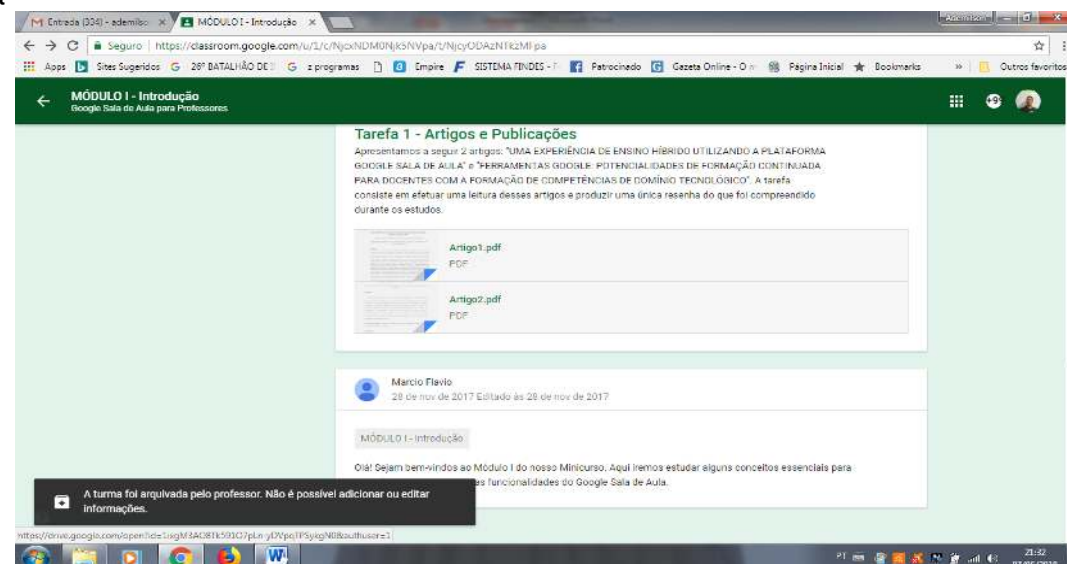 Entrada (334) - ademilso
MÓDULO I - Introdução
Ademilson
Seguro
https://classroom.google.com/u/1/c/
Apps
Sites Sugeridos
26º BATALHÃO DE
z programas
Empire
SISTEMA FINDES - F
Patrocinado
Gazeta Online - O
Página Inicial
Bookmarks
»
Outros favoritos
MÓDULO I - Introdução
Google Sala de Aula para Professores
+9
Tarefa 1 - Artigos e Publicações
Apresentamos a seguir 2 artigos: "UMA EXPERIÊNCIA DE ENSINO HÍBRIDO UTILIZANDO A PLATAFORMA
GOOGLE SALA DE AULA" e "FERRAMENTAS GOOGLE: POTENCIALIDADES DE FORMAÇÃO CONTINUADA
PARA DOCENTES COM A FORMAÇÃO DE COMPETÊNCIAS DE DOMÍNIO TECNOLÓGICO". A tarefa
consiste em efetuar uma leitura desses artigos e produzir uma única resenha do que foi compreendido
durante os estudos.
Artigo1.pdf
PDF
Artigo2.pdf
PDF
Marcio Flavio
28 de nov de 2017 Editado às 28 de nov de 2017
MÓDULO I - Introdução
Olá! Sejam bem-vindos ao Módulo I do nosso Minicurso. Aqui iremos estudar alguns conceitos essenciais para
as funcionalidades do Google Sala de Aula.
A turma foi arquivada pelo professor. Não é possível adicionar ou editar
informações.
PT
21:32